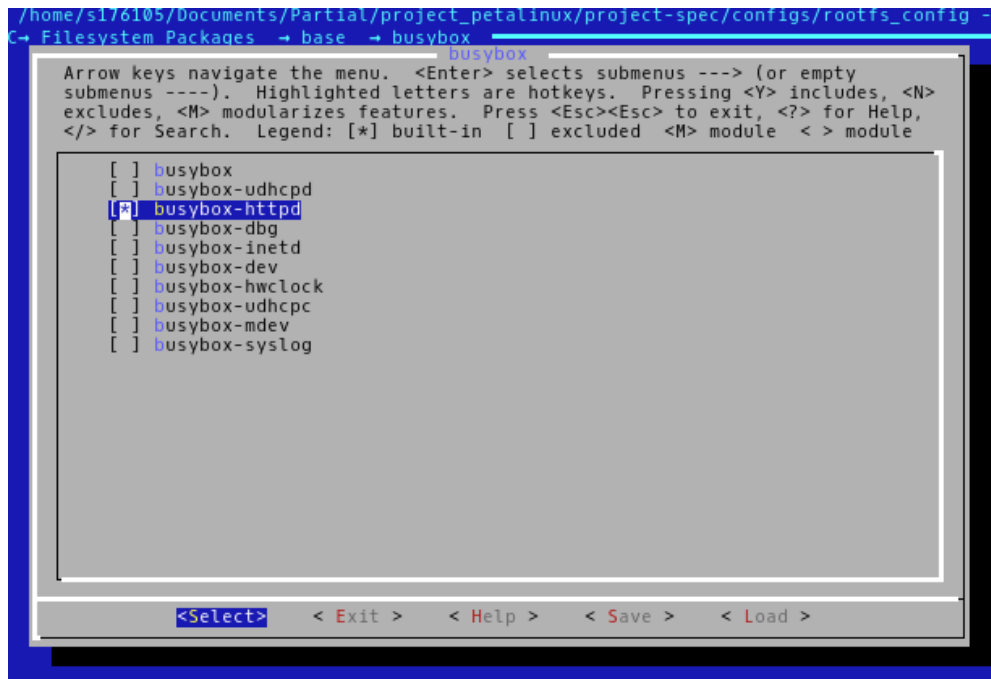 /home/s176105/Documents/Partial/project_petalinux/project-spec/configs/rootfs_config -
C→ Filesystem Packages → base → busybox
busybox
Arrow keys navigate the menu. <Enter> selects submenus ---> (or empty
submenus ----). Highlighted letters are hotkeys. Pressing <Y> includes, <N>
excludes, <M> modularizes features. Press <Esc><Esc> to exit, <?> for Help,
</> for Search. Legend: [*] built-in [ ] excluded <M> module < > module
[ ] busybox
[ ] busybox-udhcpd
[*] busybox-httpd
[ ] busybox-dbg
[ ] busybox-inetd
[ ] busybox-dev
[ ] busybox-hwclock
[ ] busybox-udhcpc
[ ] busybox-mdev
[ ] busybox-syslog
<Select> < Exit > < Help > < Save > < Load >